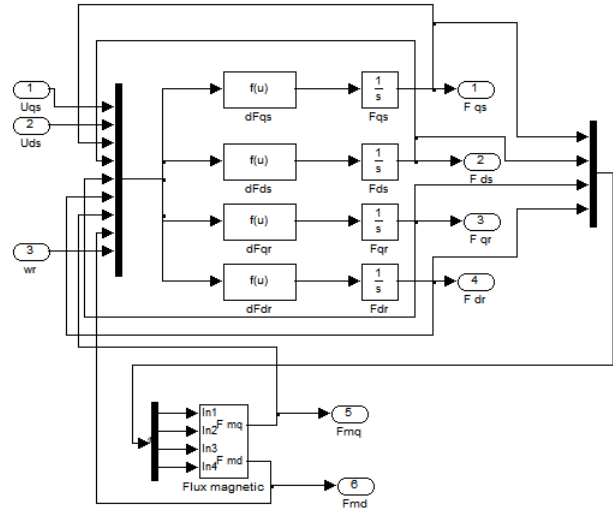 1
Uqs
2
Uds
3
wr
f(u)
dFqs
1
s
Fqs
1
F qs
f(u)
dFds
1
s
Fds
2
F ds
f(u)
dFqr
1
s
Fqr
3
F qr
f(u)
dFdr
1
s
Fdr
4
F dr
In1
In2
In3
In4
F mq
F md
Flux magnetic
5
Fmq
6
Fmd